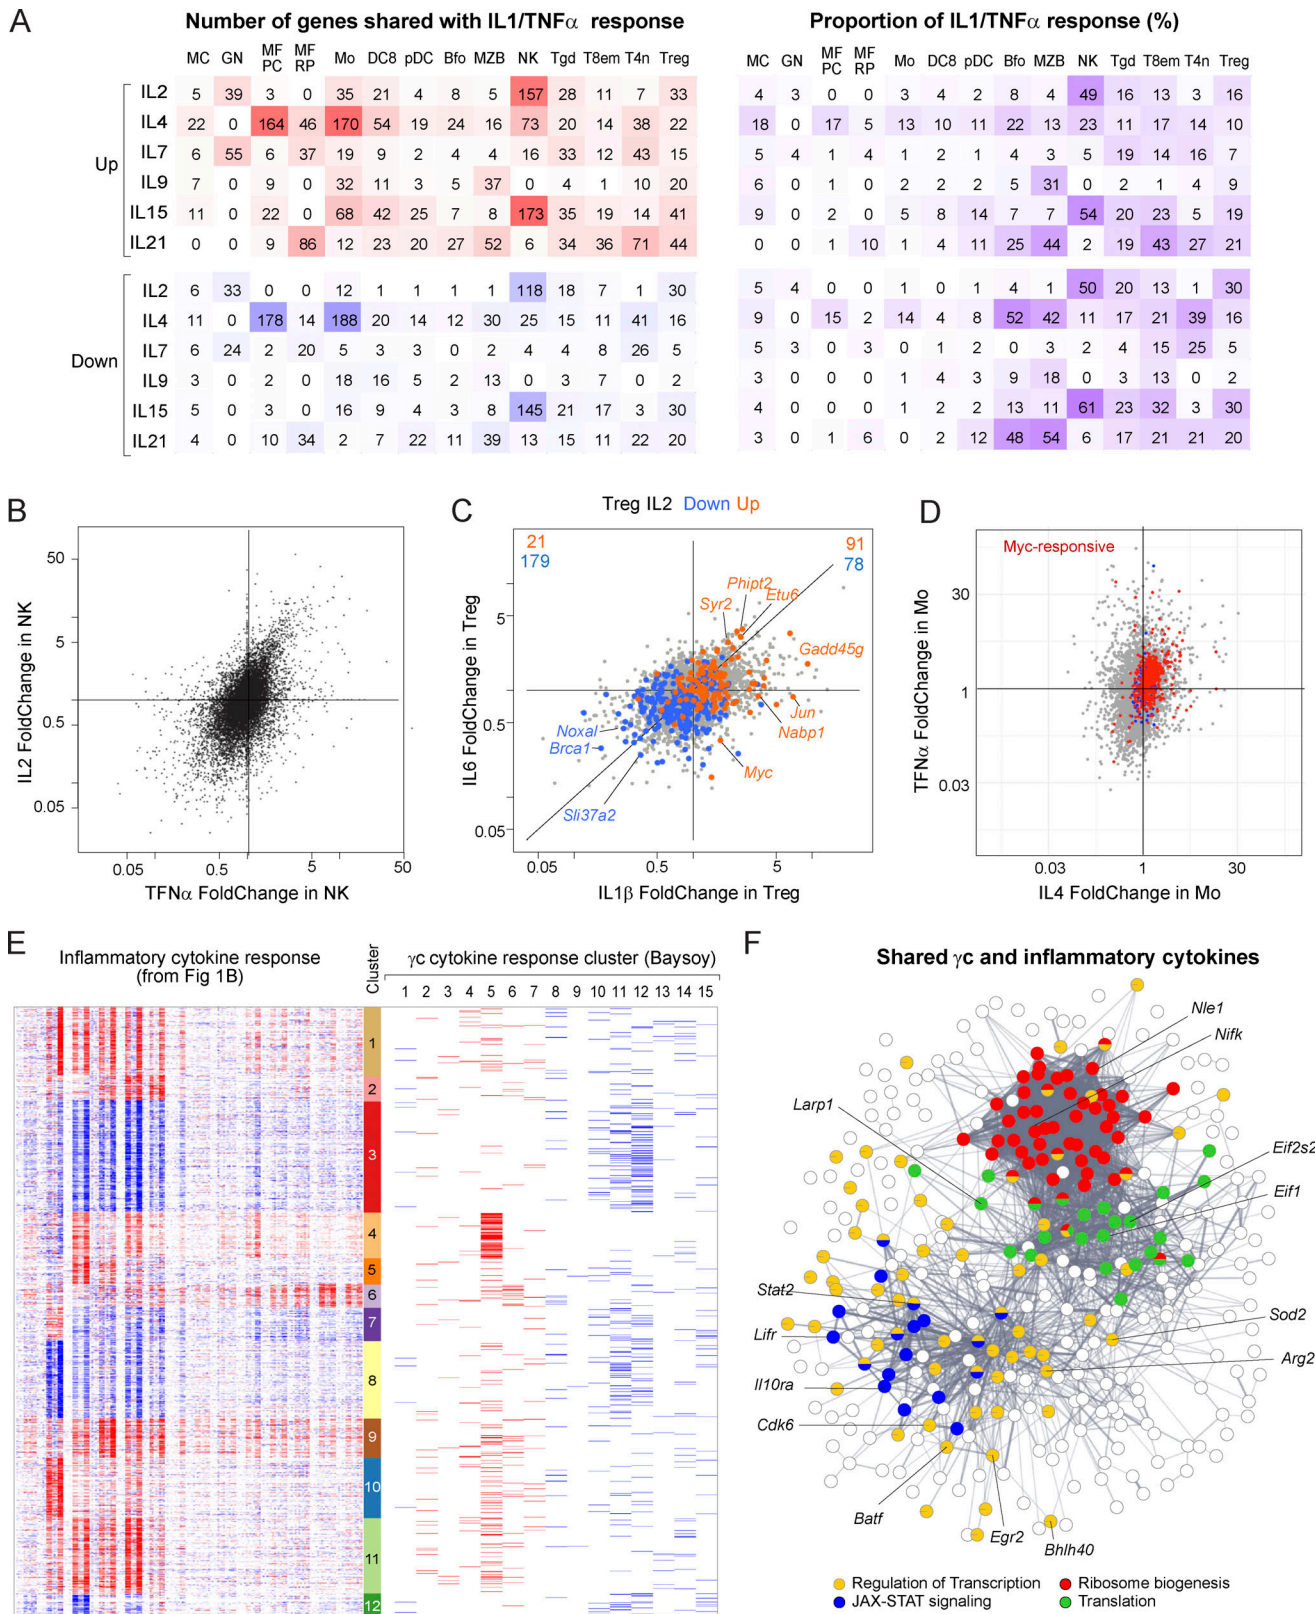 A
Number of genes shared with IL1/TNFα response
Proportion of IL1/TNFα response (%)
MC GN MF PC MF RP Mo DC8 pDC Bfo MZB NK Tgd T8em T4n Treg
MC GN MF PC MF RP Mo DC8 pDC Bfo MZB NK Tgd T8em T4n Treg
Up
IL2 5 39 3 0 35 21 4 8 5 157 28 11 7 33
4 3 0 0 3 4 2 8 4 49 16 13 3 16
IL4 22 0 164 46 170 54 19 24 16 73 20 14 38 22
18 0 17 5 13 10 11 22 13 23 11 17 14 10
IL7 6 55 6 37 19 9 2 4 4 16 33 12 43 15
5 4 1 4 1 2 1 4 3 5 19 14 16 7
IL9 7 0 9 0 32 11 3 5 37 0 4 1 10 20
6 0 1 0 2 2 2 5 31 0 2 1 4 9
IL15 11 0 22 0 68 42 25 7 8 173 35 19 14 41
9 0 2 0 5 8 14 7 7 54 20 23 5 19
IL21 0 0 9 86 12 23 20 27 52 6 34 36 71 44
0 0 1 10 1 4 11 25 44 2 19 43 27 21
Down
IL2 6 33 0 0 12 1 1 1 1 118 18 7 1 30
5 4 0 0 1 0 1 4 1 50 20 13 1 30
IL4 11 0 178 14 188 20 14 12 30 25 15 11 41 16
9 0 15 2 14 4 8 52 42 11 17 21 39 16
IL7 6 24 2 20 5 3 3 0 2 4 4 8 26 5
5 3 0 3 0 1 2 0 3 2 4 15 25 5
IL9 3 0 2 0 18 16 5 2 13 0 3 7 0 2
3 0 0 0 1 4 3 9 18 0 3 13 0 2
IL15 5 0 3 0 16 9 4 3 8 145 21 17 3 30
4 0 0 0 1 2 2 13 11 61 23 32 3 30
IL21 4 0 10 34 2 7 22 11 39 13 15 11 22 20
3 0 1 6 0 2 12 48 54 6 17 21 21 20
B
IL2 FoldChange in NK
50
5
0.5
0.05
0.05 0.5 5 50
TFNα FoldChange in NK
C
Treg IL2 Down Up
21
179
91
78
Phipt2
Etu6
Syr2
Gadd45g
Jun
Nabp1
Myc
Noxal
Brca1
Sli37a2
IL6 FoldChange in Treg
5
0.5
0.05
0.05 0.5 5
IL1β FoldChange in Treg
D
Myc-responsive
TFNα FoldChange in Mo
30
1
0.03
0.03 1 30
IL4 FoldChange in Mo
E
Inflammatory cytokine response
(from Fig 1B)
Cluster
γc cytokine response cluster (Baysoy)
1 2 3 4 5 6 7 8 9 10 11 12 13 14 15
1
2
3
4
5
6
7
8
9
10
11
12
F
Shared γc and inflammatory cytokines
Nle1
Nifk
Larp1
Eif2s2
Eif1
Stat2
Sod2
Lifr
Arg2
Il10ra
Cdk6
Batf
Egr2
Bhlh40
Regulation of Transcription
Ribosome biogenesis
JAX-STAT signaling
Translation